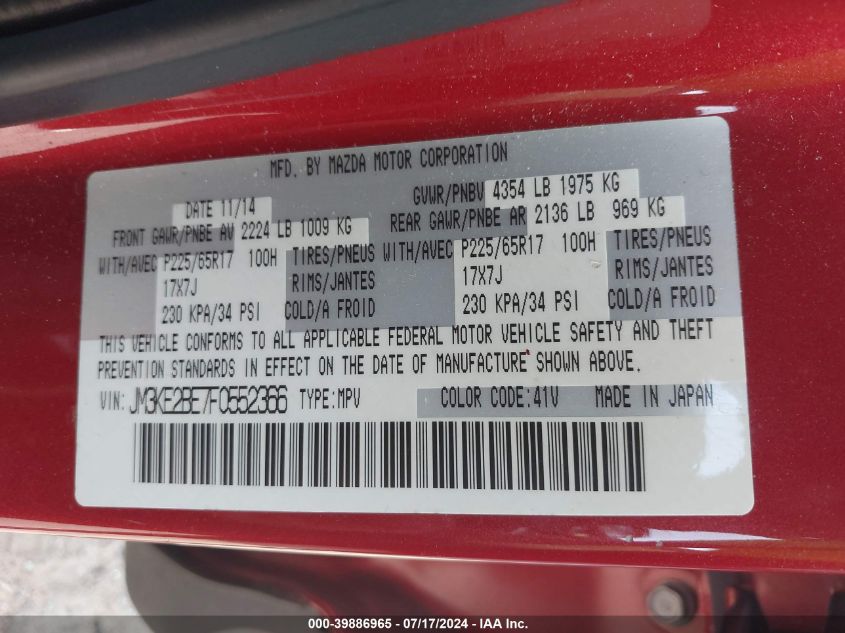 MFD. BY MAZDA MOTOR CORPORATION
DATE 11/14 GVWR/PNBV 4354 LB 1975 KG
FRONT GAWR/PNBE AV 2224 LB 1009 KG REAR GAWR/PNBE AR 2136 LB 969 KG
WITH/AVEC P225/65R17 100H TIRES/PNEUS WITH/AVEC P225/65R17 100H TIRES/PNEUS
17X7J RIMS/JANTES 17X7J RIMS/JANTES
230 KPA/34 PSI COLD/A FROID 230 KPA/34 PSI COLD/A FROID
THIS VEHICLE CONFORMS TO ALL APPLICABLE FEDERAL MOTOR VEHICLE SAFETY AND THEFT
PREVENTION STANDARDS IN EFFECT ON THE DATE OF MANUFACTURE SHOWN ABOVE.
VIN: JM3KE2BE7F0552366 TYPE:MPV COLOR CODE:41V MADE IN JAPAN
000-39886965 - 07/17/2024 - IAA Inc.